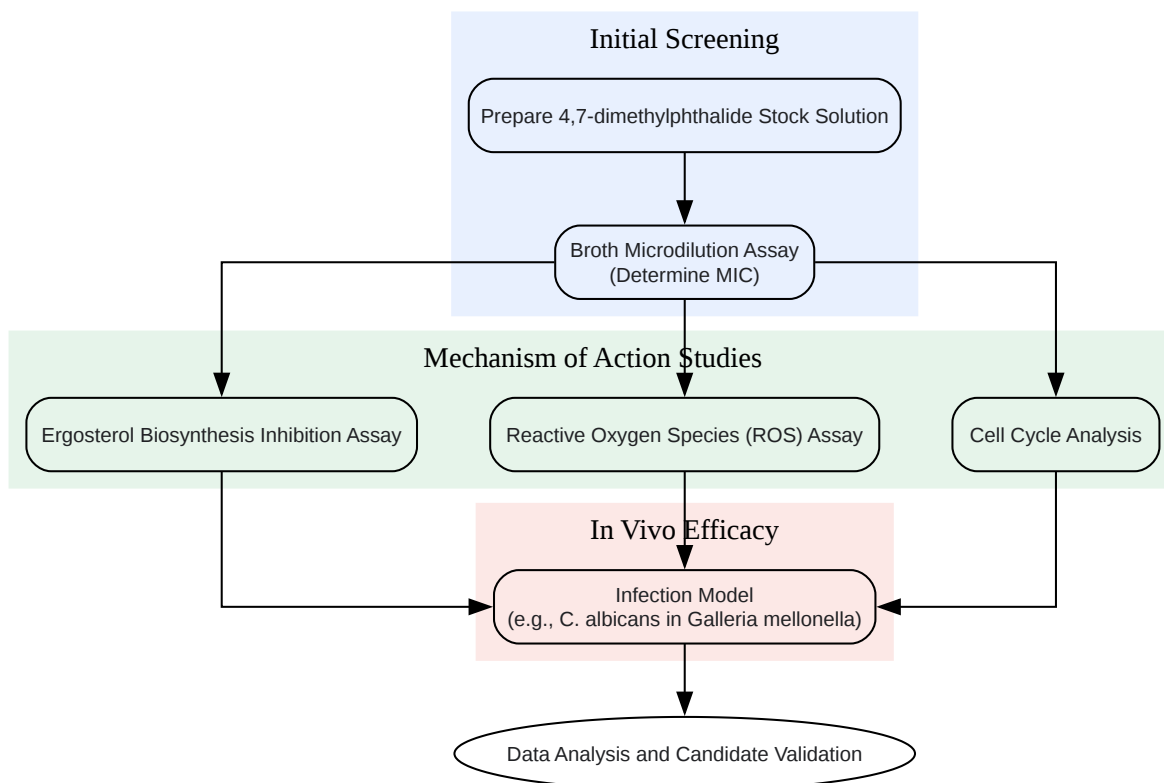 Initial Screening
Prepare 4,7-dimethylphthalide Stock Solution
Broth Microdilution Assay
(Determine MIC)
Mechanism of Action Studies
Ergosterol Biosynthesis Inhibition Assay
Reactive Oxygen Species (ROS) Assay
Cell Cycle Analysis
In Vivo Efficacy
Infection Model
(e.g., C. albicans in Galleria mellonella)
Data Analysis and Candidate Validation